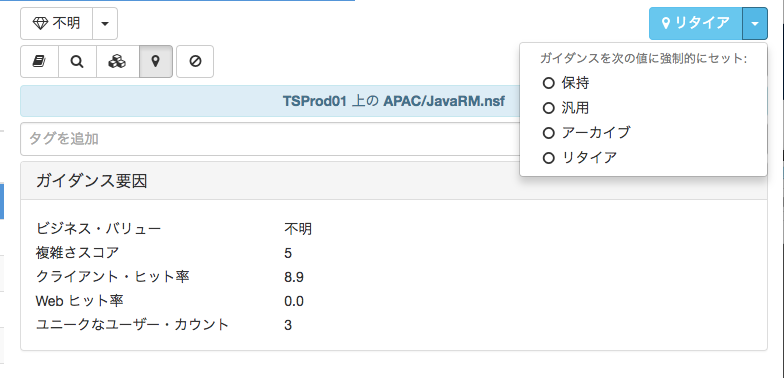 不明
リタイア
ガイダンスを次の値に強制的にセット:
保持
汎用
アーカイブ
リタイア
TSProd01 上の APAC/JavaRM.nsf
タグを追加
ガイダンス要因
ビジネス・バリュー 不明
複雑さスコア 5
クライアント・ヒット率 8.9
Web ヒット率 0.0
ユニークなユーザー・カウント 3